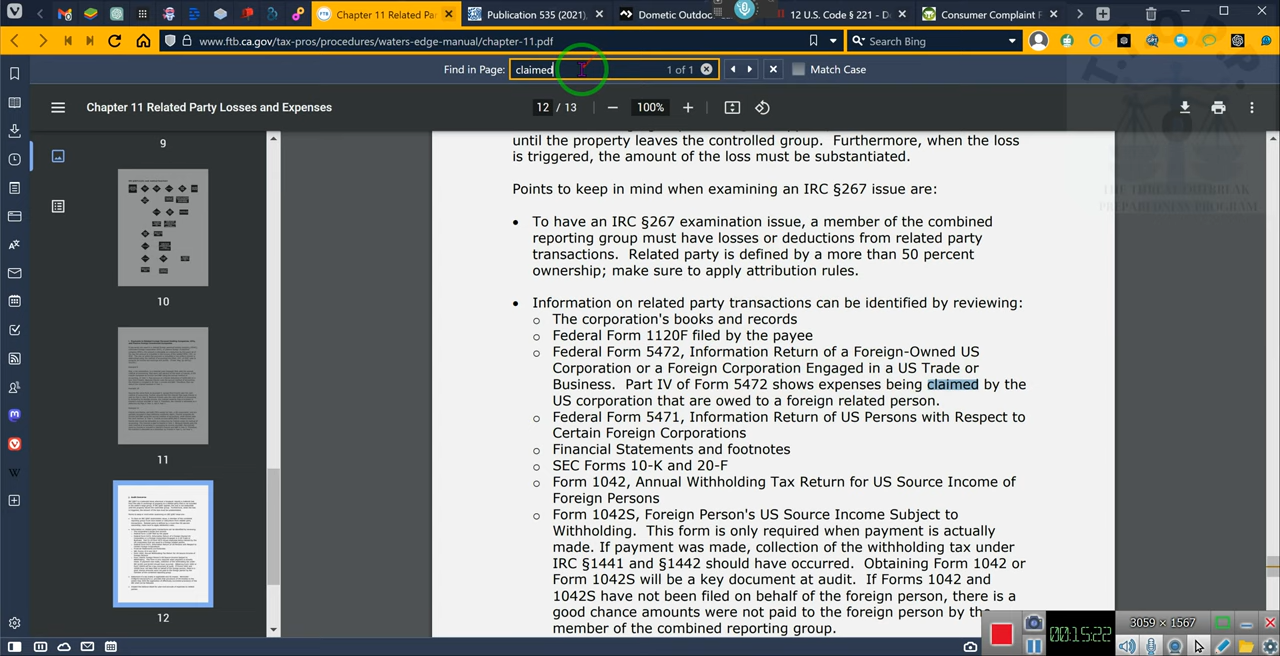 Chapter 11 Related Pa
Publication 535 (2021)
Dometic Outdoo
12 U.S. Code § 221 - D
Consumer Complaint F
www.ftb.ca.gov/tax-pros/procedures/waters-edge-manual/chapter-11.pdf
Search Bing
Find in Page:
claimed
1 of 1
Match Case
Chapter 11 Related Party Losses and Expenses
12 / 13
100%
9
10
11
12
until the property leaves the controlled group. Furthermore, when the loss
is triggered, the amount of the loss must be substantiated.
Points to keep in mind when examining an IRC §267 issue are:
• To have an IRC §267 examination issue, a member of the combined
reporting group must have losses or deductions from related party
transactions. Related party is defined by a more than 50 percent
ownership; make sure to apply attribution rules.
• Information on related party transactions can be identified by reviewing:
o The corporation's books and records
o Federal Form 1120F filed by the payee
o Federal Form 5472, Information Return of a Foreign-Owned US
Corporation or a Foreign Corporation Engaged in a US Trade or
Business. Part IV of Form 5472 shows expenses being claimed by the
US corporation that are owed to a foreign related person.
o Federal Form 5471, Information Return of US Persons with Respect to
Certain Foreign Corporations
o Financial Statements and footnotes
o SEC Forms 10-K and 20-F
o Form 1042, Annual Withholding Tax Return for US Source Income of
Foreign Persons
o Form 1042S, Foreign Person's US Source Income Subject to
Withholding. This form is only required when payment is actually
made. If payment was made, collection of the withholding tax under
IRC §1441 and §1442 should have occurred. Obtaining Form 1042 or
Form 1042S will be a key document at audit. If Forms 1042 and
1042S have not been filed on behalf of the foreign person, there is a
good chance amounts were not paid to the foreign person by the
member of the combined reporting group.
3059 × 1567
00:15:22